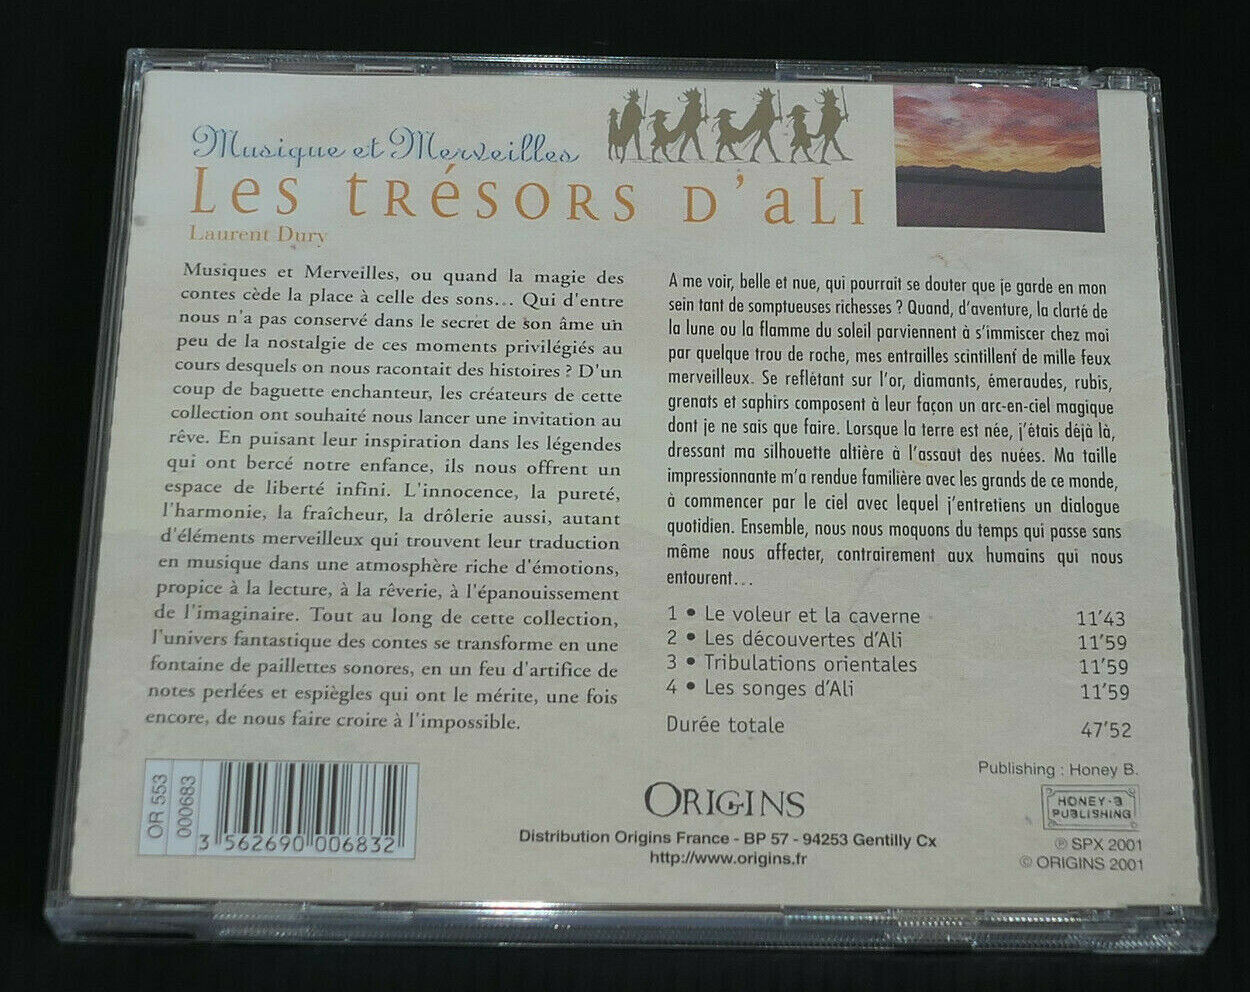 Musique et Merveilles
Les trésors d'aLi
Laurent Dury
Musiques et Merveilles, ou quand la magie des
contes cède la place à celle des sons... Qui d'entre
nous n'a pas conservé dans le secret de son âme un
peu de la nostalgie de ces moments privilégiés au
cours desquels on nous racontait des histoires ? D'un
coup de baguette enchanteur, les créateurs de cette
collection ont souhaité nous lancer une invitation au
rêve. En puisant leur inspiration dans les légendes
qui ont bercé notre enfance, ils nous offrent un
espace de liberté infini. L'innocence, la pureté,
l'harmonie, la fraîcheur, la drôlerie aussi, autant
d'éléments merveilleux qui trouvent leur traduction
en musique dans une atmosphère riche d'émotions,
propice à la lecture, à la rêverie, à l'épanouissement
de l'imaginaire. Tout au long de cette collection,
l'univers fantastique des contes se transforme en une
fontaine de paillettes sonores, en un feu d'artifice de
notes perlées et espiègles qui ont le mérite, une fois
encore, de nous faire croire à l'impossible.
A me voir, belle et nue, qui pourrait se douter que je garde en mon
sein tant de somptueuses richesses ? Quand, d'aventure, la clarté de
la lune ou la flamme du soleil parviennent à s'immiscer chez moi
par quelque trou de roche, mes entrailles scintillent de mille feux
merveilleux. Se reflétant sur l'or, diamants, émeraudes, rubis,
grenats et saphirs composent à leur façon un arc-en-ciel magique
dont je ne sais que faire. Lorsque la terre est née, j'étais déjà là,
dressant ma silhouette altière à l'assaut des nuées. Ma taille
impressionnante m'a rendue familière avec les grands de ce monde,
à commencer par le ciel avec lequel j'entretiens un dialogue
quotidien. Ensemble, nous nous moquons du temps qui passe sans
même nous affecter, contrairement aux humains qui nous
entourent...
1 • Le voleur et la caverne 11'43
2 • Les découvertes d'Ali 11'59
3 • Tribulations orientales 11'59
4 • Les songes d'Ali 11'59
Durée totale 47'52
OR 553
000683
3 562690 006832
ORIGINS
Distribution Origins France - BP 57 - 94253 Gentilly Cx
http://www.origins.fr
Publishing : Honey B.
HONEY-B
PUBLISHING
℗ SPX 2001
© ORIGINS 2001